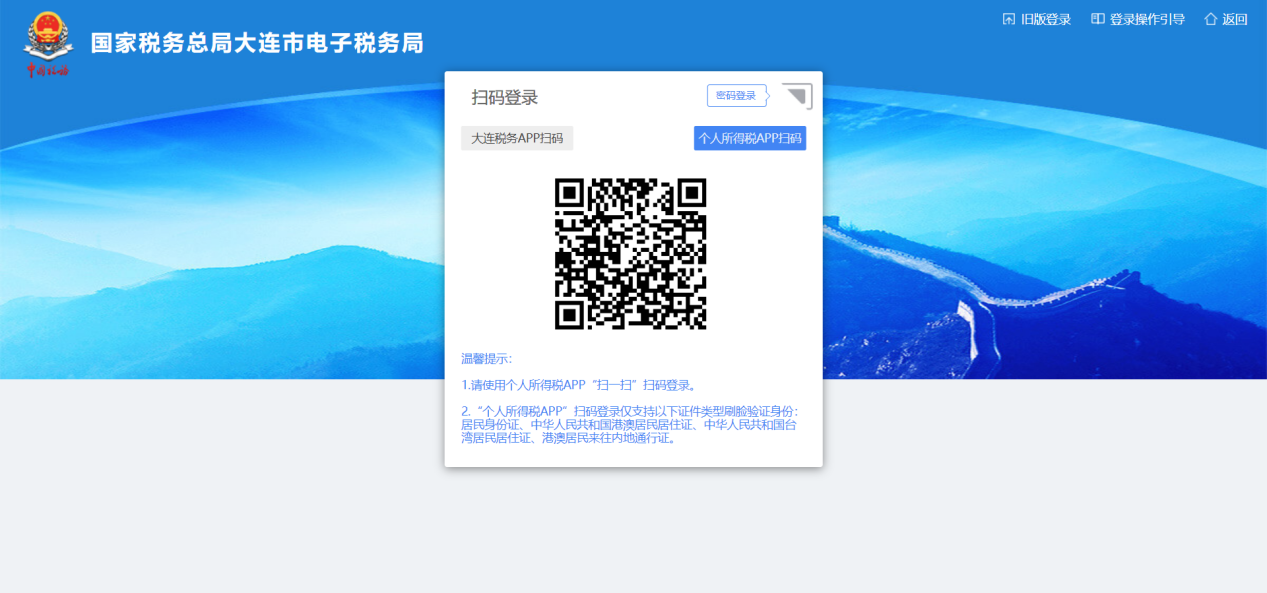 旧版登录 登录操作引导 返回
国家税务总局大连市电子税务局
中国税务
扫码登录 密码登录
大连税务APP扫码 个人所得税APP扫码
温馨提示：
1.请使用个人所得税APP“扫一扫”扫码登录。
2.“个人所得税APP”扫码登录仅支持以下证件类型刷脸验证身份：
居民身份证、中华人民共和国港澳居民居住证、中华人民共和国台
湾居民居住证、港澳居民来往内地通行证。